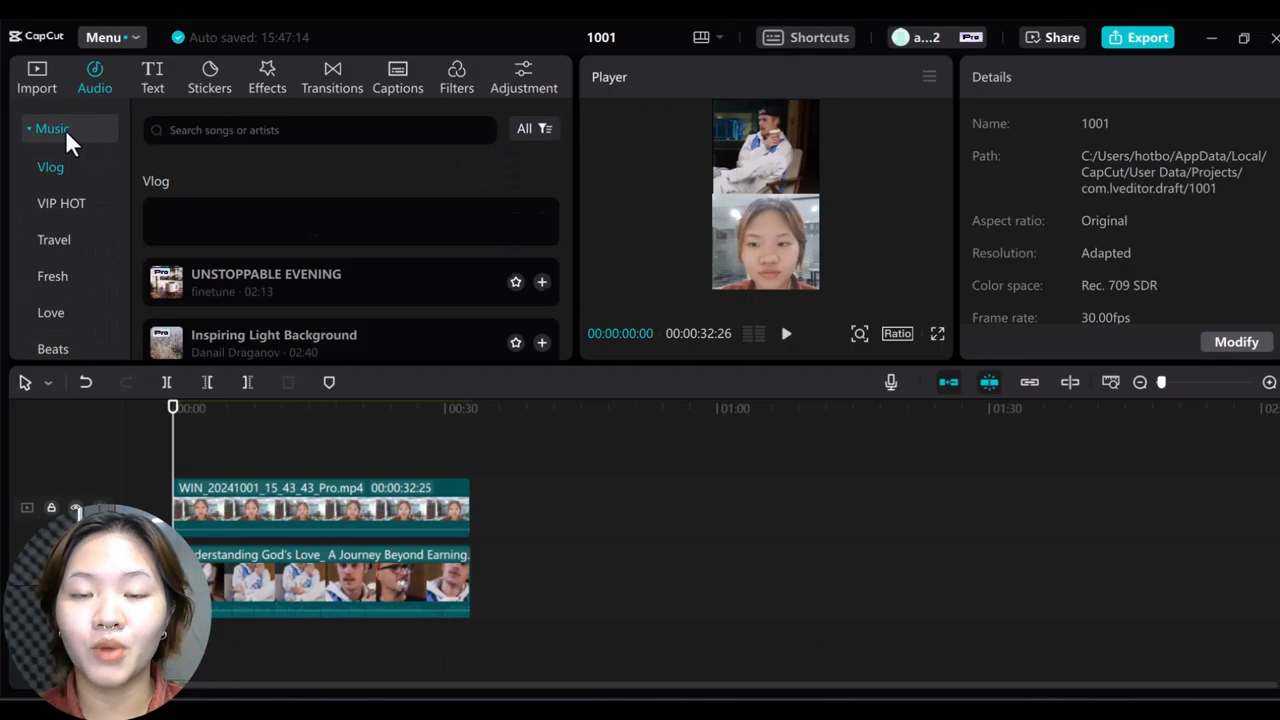 CapCut
Menu
Auto saved: 15:47:14
1001
Shortcuts
a...2
Pro
Share
Export
Import
Audio
Text
Stickers
Effects
Transitions
Captions
Filters
Adjustment
Music
Vlog
VIP HOT
Travel
Fresh
Love
Beats
Search songs or artists
All
Vlog
Pro
UNSTOPPABLE EVENING
finetune · 02:13
Pro
Inspiring Light Background
Danail Draganov · 02:40
Player
00:00:00:00
00:00:32:26
Ratio
Details
Name:
1001
Path:
C:/Users/hotbo/AppData/Local/
CapCut/User Data/Projects/
com.lveditor.draft/1001
Aspect ratio:
Original
Resolution:
Adapted
Color space:
Rec. 709 SDR
Frame rate:
30.00fps
Modify
00:00
00:30
01:00
01:30
02:
WIN_20241001_15_43_43_Pro.mp4 00:00:32:25
derstanding God's Love_ A Journey Beyond Earning.